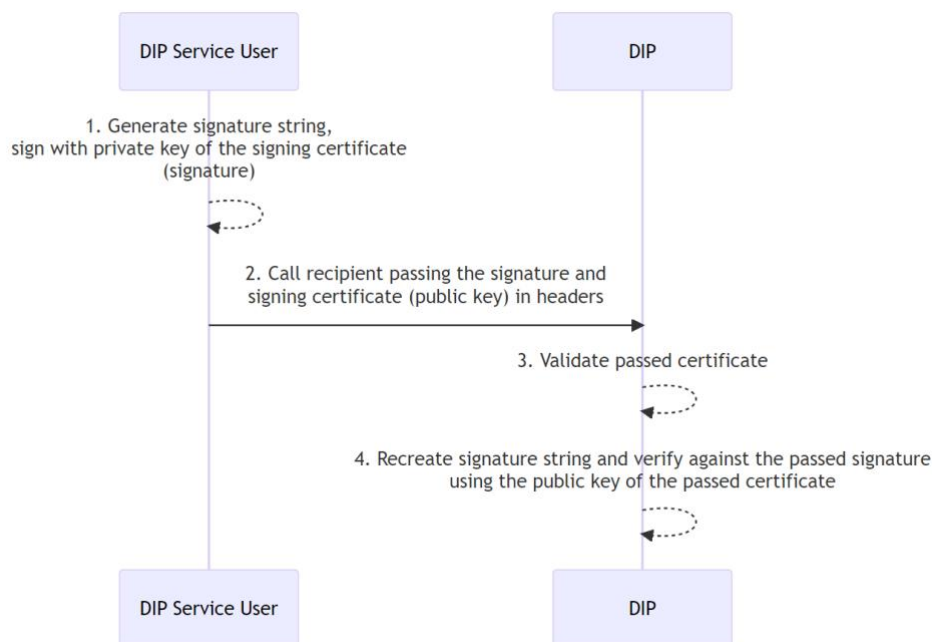 DIP Service User
DIP
1. Generate signature string,
sign with private key of the signing certificate
(signature)
2. Call recipient passing the signature and
signing certificate (public key) in headers
3. Validate passed certificate
4. Recreate signature string and verify against the passed signature
using the public key of the passed certificate
DIP Service User
DIP